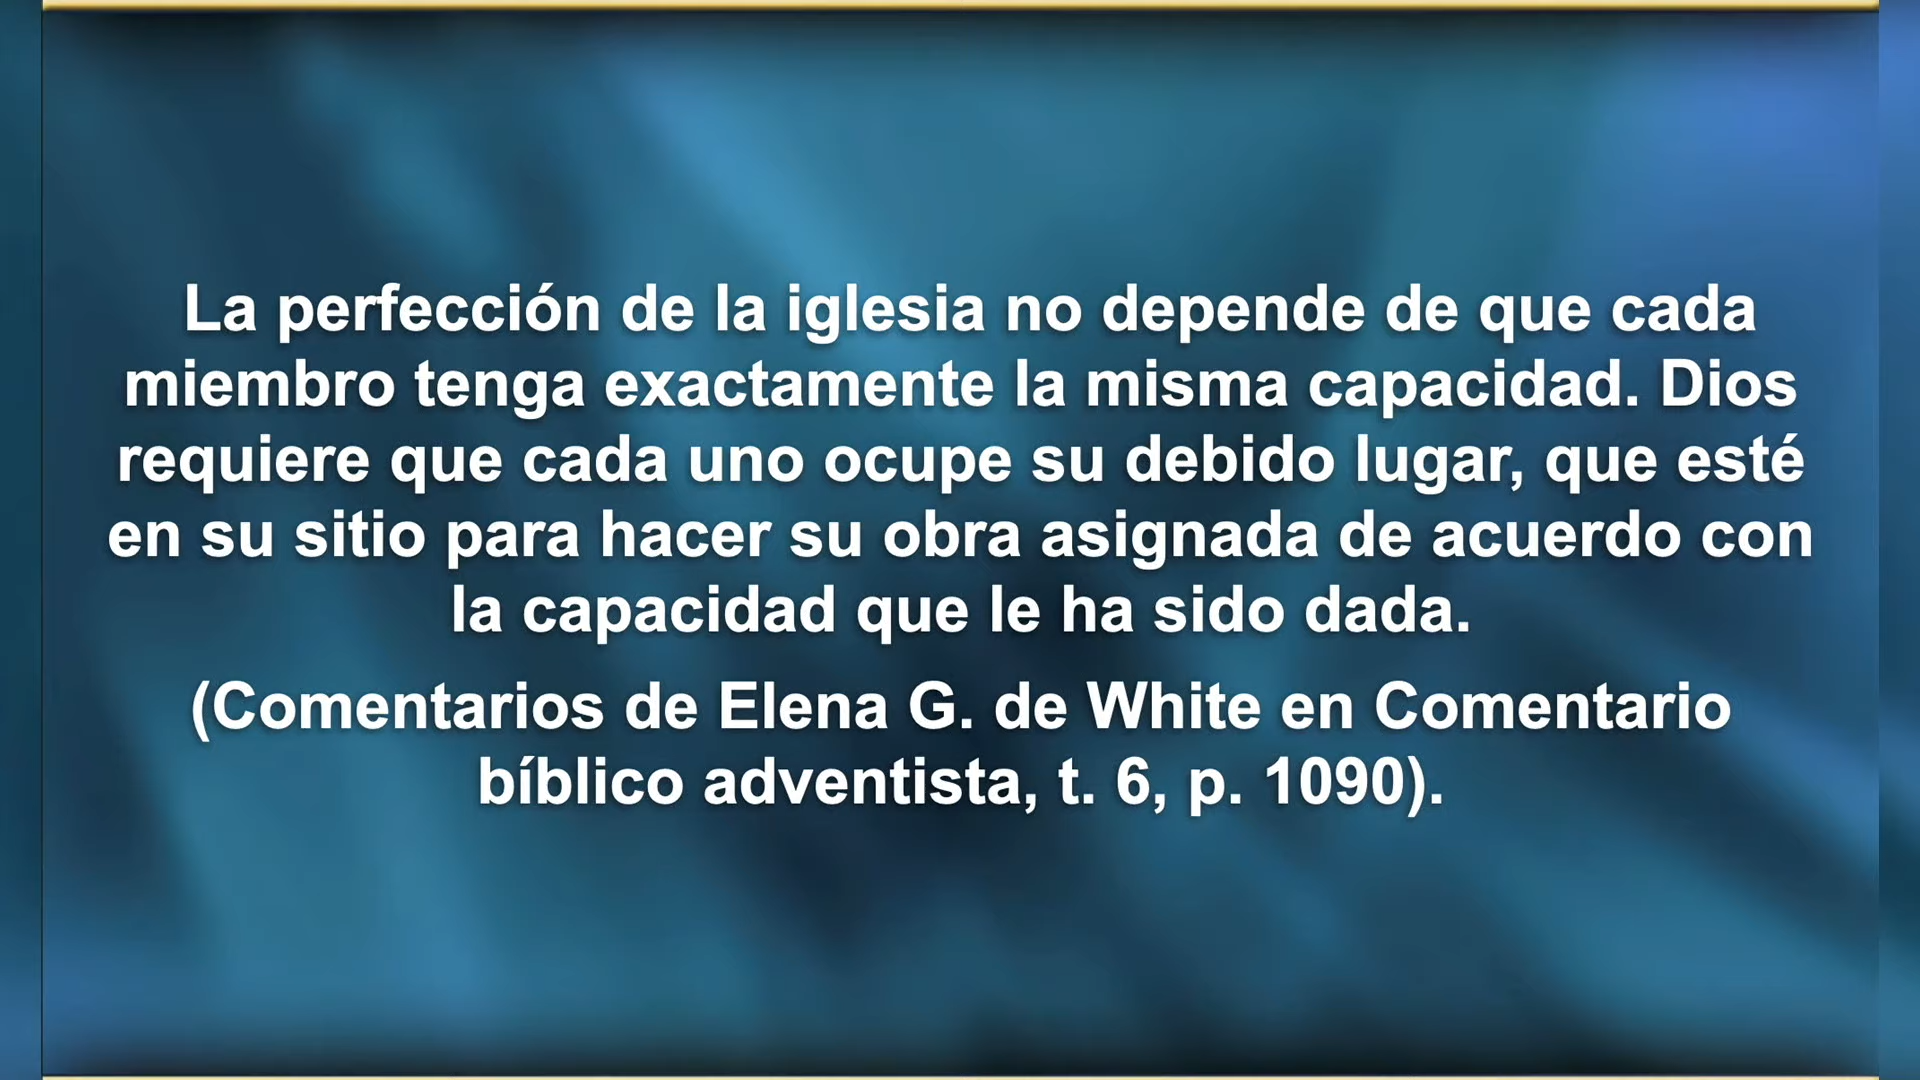 La perfección de la iglesia no depende de que cada
miembro tenga exactamente la misma capacidad. Dios
requiere que cada uno ocupe su debido lugar, que esté
en su sitio para hacer su obra asignada de acuerdo con
la capacidad que le ha sido dada.
(Comentarios de Elena G. de White en Comentario
bíblico adventista, t. 6, p. 1090).